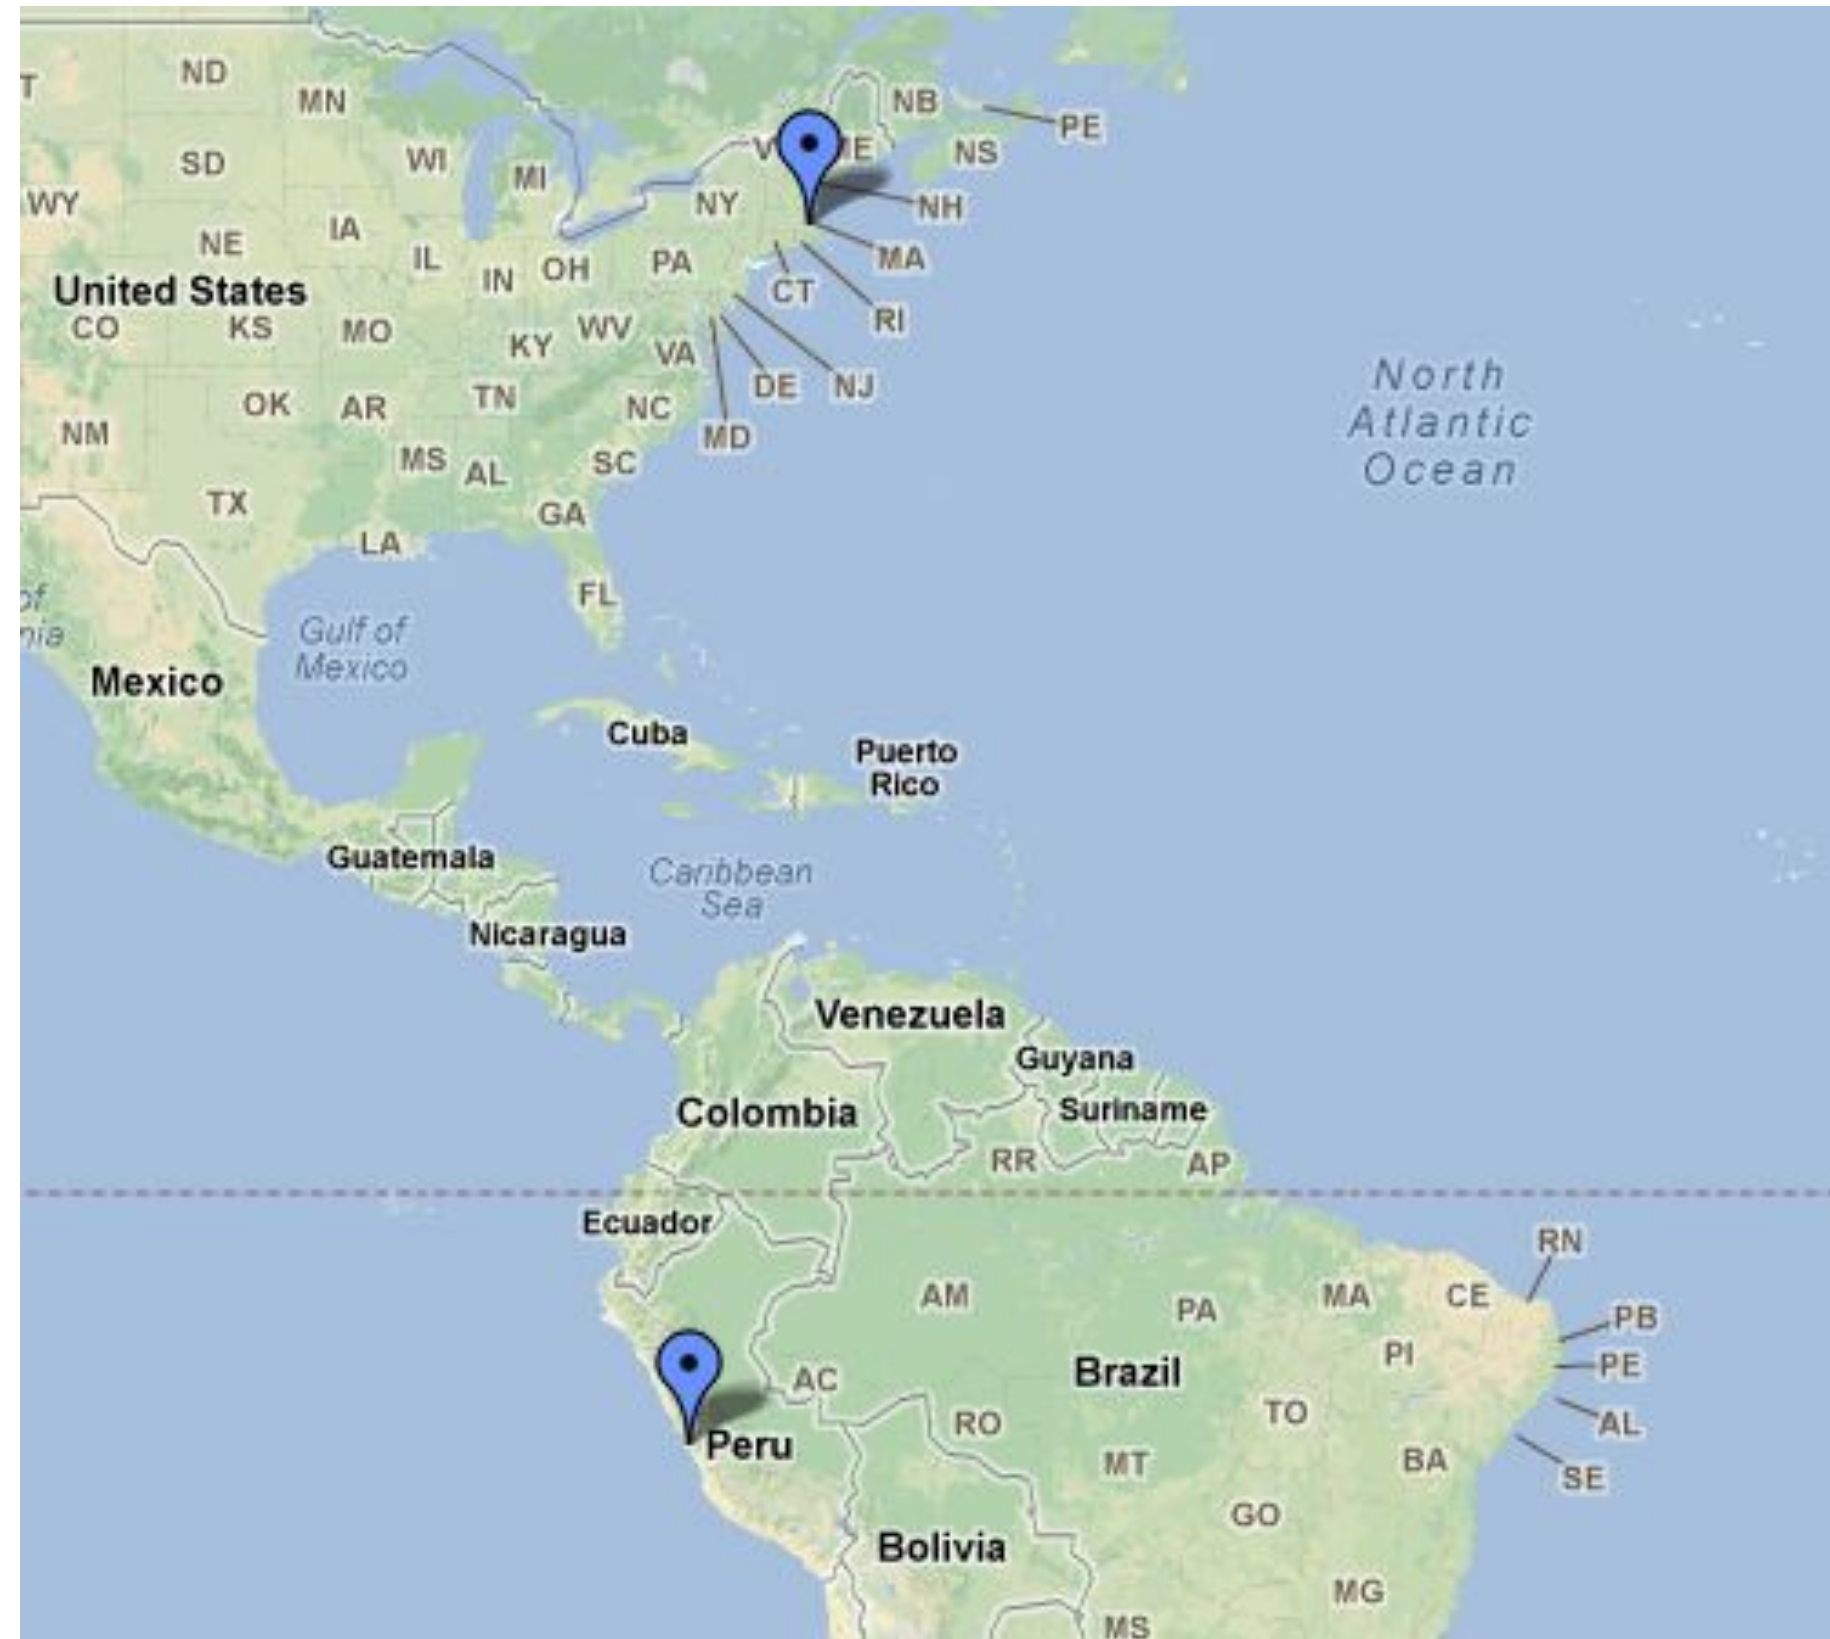 ND
MN
NB
PE
T
WI
ME
NS
SD
MI
WY
NY
NH
IA
NE
IL
IN
OH
PA
MA
United States
CT
CO
KS
MO
KY
WV
RI
VA
DE
NJ
OK
AR
TN
NC
NM
MD
MS
AL
SC
TX
GA
LA
FL
North
Atlantic
Ocean
of
nia
Gulf of
Mexico
Mexico
Cuba
Puerto
Rico
Guatemala
Caribbean
Sea
Nicaragua
Venezuela
Guyana
Colombia
Suriname
RR
AP
Ecuador
RN
AM
PA
MA
CE
PB
PI
PE
AC
Brazil
TO
AL
RO
Peru
MT
BA
SE
GO
Bolivia
MG
MS